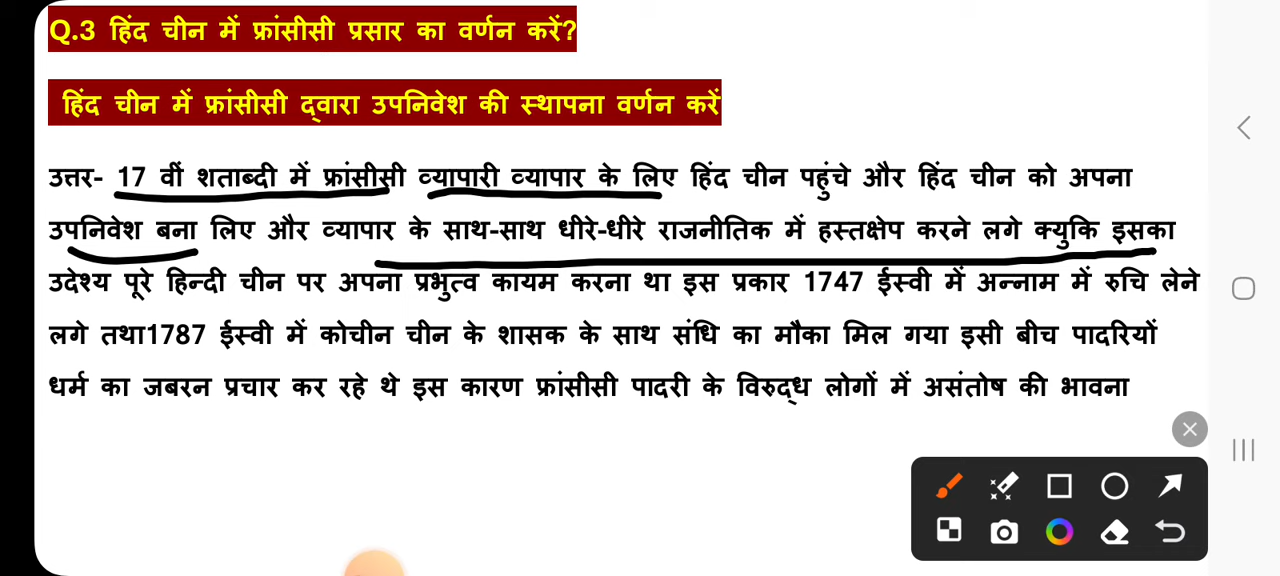 Q.3 हिंद चीन में फ्रांसीसी प्रसार का वर्णन करें?
हिंद चीन में फ्रांसीसी द्वारा उपनिवेश की स्थापना वर्णन करें
उत्तर- 17 वीं शताब्दी में फ्रांसीसी व्यापारी व्यापार के लिए हिंद चीन पहुंचे और हिंद चीन को अपना
उपनिवेश बना लिए और व्यापार के साथ-साथ धीरे-धीरे राजनीतिक में हस्तक्षेप करने लगे क्युकि इसका
उदेश्य पूरे हिन्दी चीन पर अपना प्रभुत्व कायम करना था इस प्रकार 1747 ईस्वी में अन्नाम में रुचि लेने
लगे तथा1787 ईस्वी में कोचीन चीन के शासक के साथ संधि का मौका मिल गया इसी बीच पादरियों
धर्म का जबरन प्रचार कर रहे थे इस कारण फ्रांसीसी पादरी के विरुद्ध लोगों में असंतोष की भावना